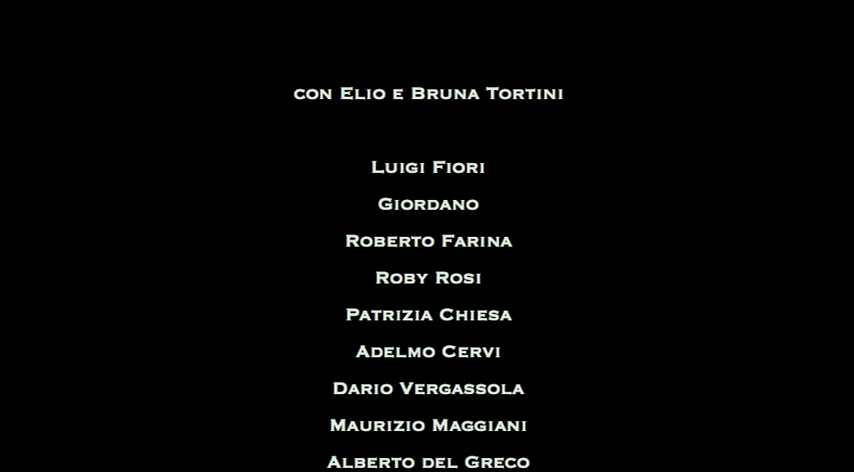 con Elio e Bruna Tortini
Luigi Fiori
Giordano
Roberto Farina
Roby Rosi
Patrizia Chiesa
Adelmo Cervi
Dario Vergassola
Maurizio Maggiani
Alberto del Greco